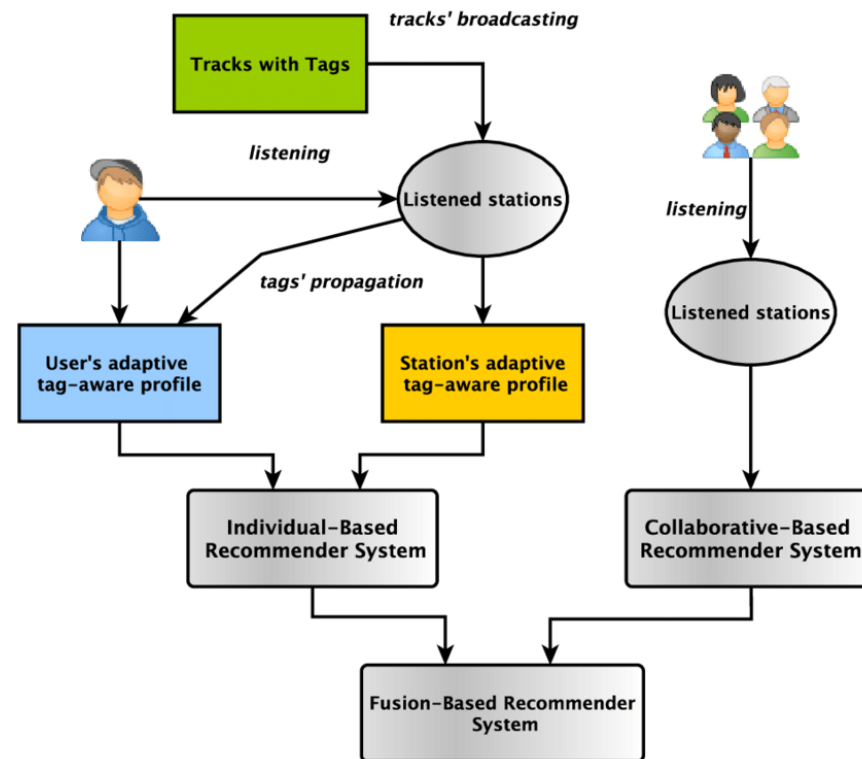 tracks' broadcasting
Tracks with Tags
listening
Listened stations
listening
tags' propagation
Listened stations
User's adaptive
tag-aware profile
Station's adaptive
tag-aware profile
Individual-Based
Recommender System
Collaborative-Based
Recommender System
Fusion-Based Recommender
System